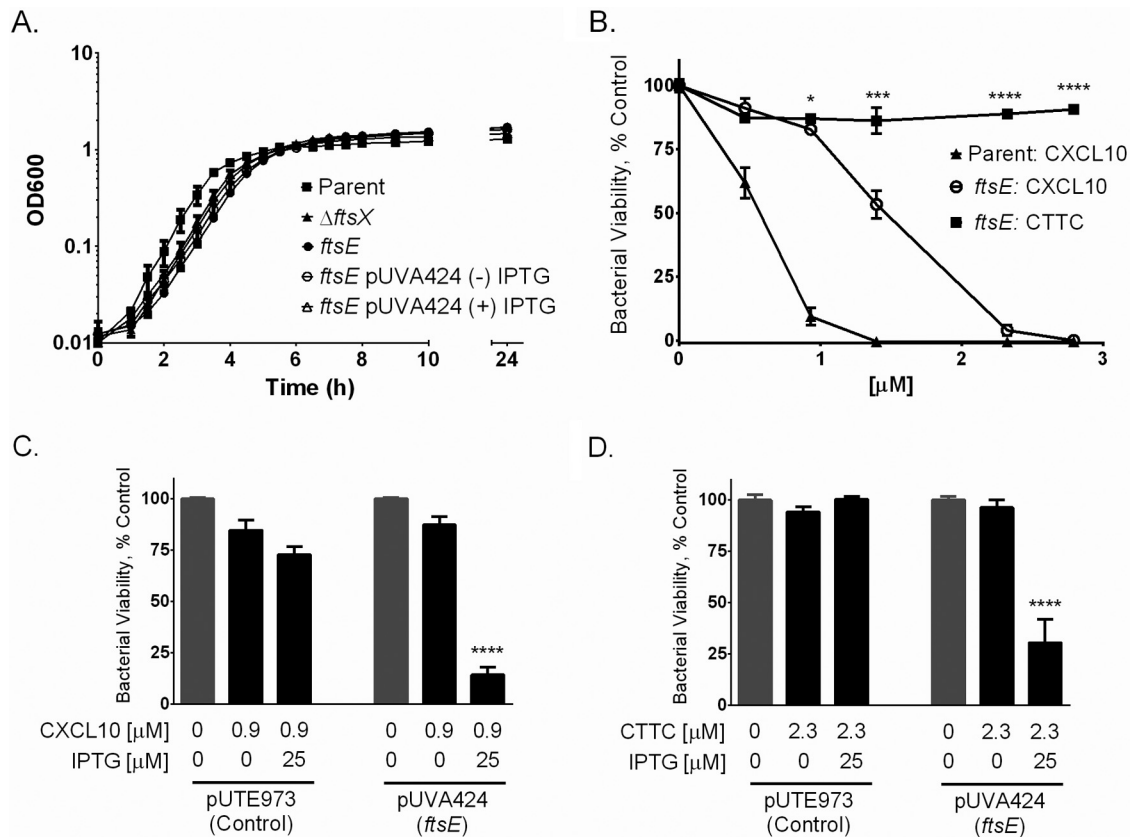 A.
10
1
0.1
0.01
OD600
0 2 4 6 8 10 24
Time (h)
Parent
ΔftsX
ftsE
ftsE pUVA424 (-) IPTG
ftsE pUVA424 (+) IPTG
B.
100
75
50
25
0
Bacterial Viability, % Control
* *** **** ****
Parent: CXCL10
ftsE: CXCL10
ftsE: CTTC
0 1 2 3
[μM]
C.
100
75
50
25
0
Bacterial Viability, % Control
****
CXCL10 [μM] 0 0.9 0.9 0 0.9 0.9
IPTG [μM] 0 0 25 0 0 25
pUTE973 pUVA424
(Control) (ftsE)
D.
100
75
50
25
0
Bacterial Viability, % Control
****
CTTC [μM] 0 2.3 2.3 0 2.3 2.3
IPTG [μM] 0 0 25 0 0 25
pUTE973 pUVA424
(Control) (ftsE)